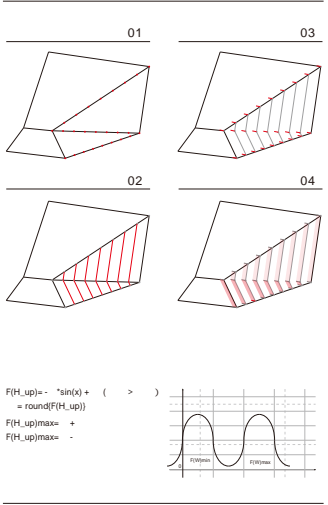 01
03
02
04
F(H_up)= - "sin(x) + ( > )
= round{F(H_up)}
F(H_up)max= +
F(H_up)max= -
0
F(W)min
F(W)max